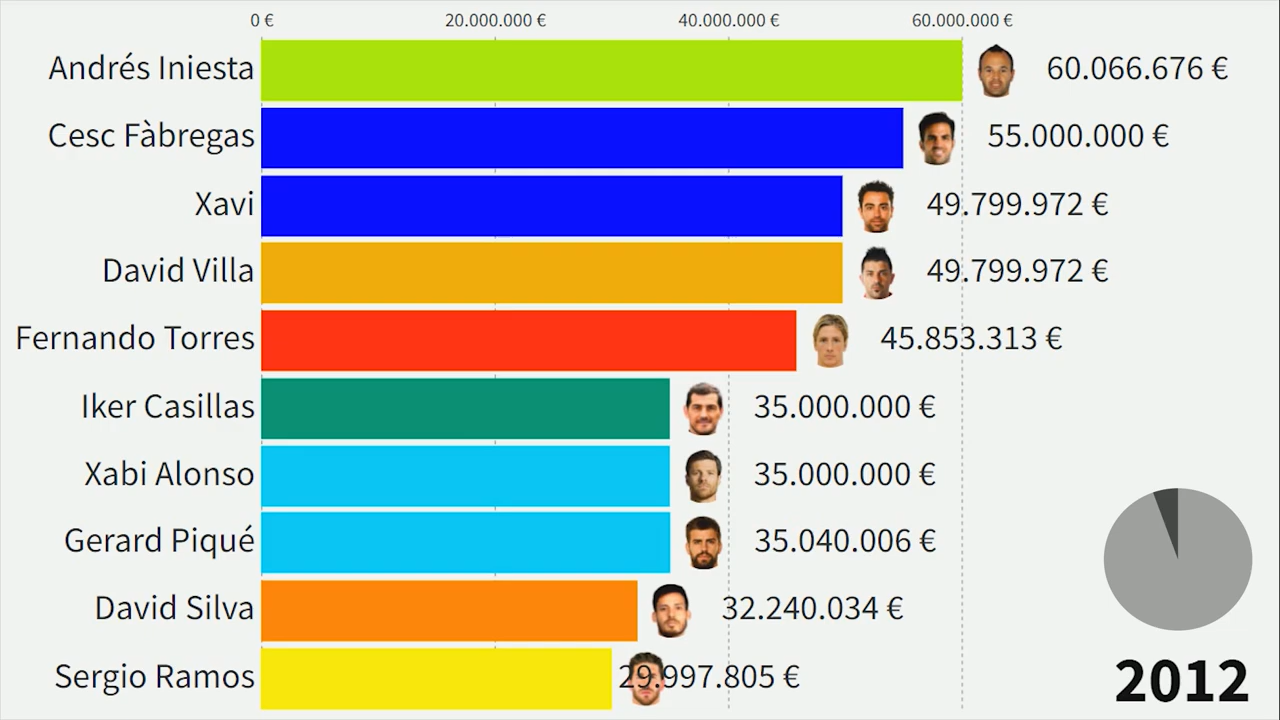 0 € 20.000.000 € 40.000.000 € 60.000.000 €
Andrés Iniesta 60.066.676 €
Cesc Fàbregas 55.000.000 €
Xavi 49.799.972 €
David Villa 49.799.972 €
Fernando Torres 45.853.313 €
Iker Casillas 35.000.000 €
Xabi Alonso 35.000.000 €
Gerard Piqué 35.040.006 €
David Silva 32.240.034 €
Sergio Ramos 29.997.805 €
2012